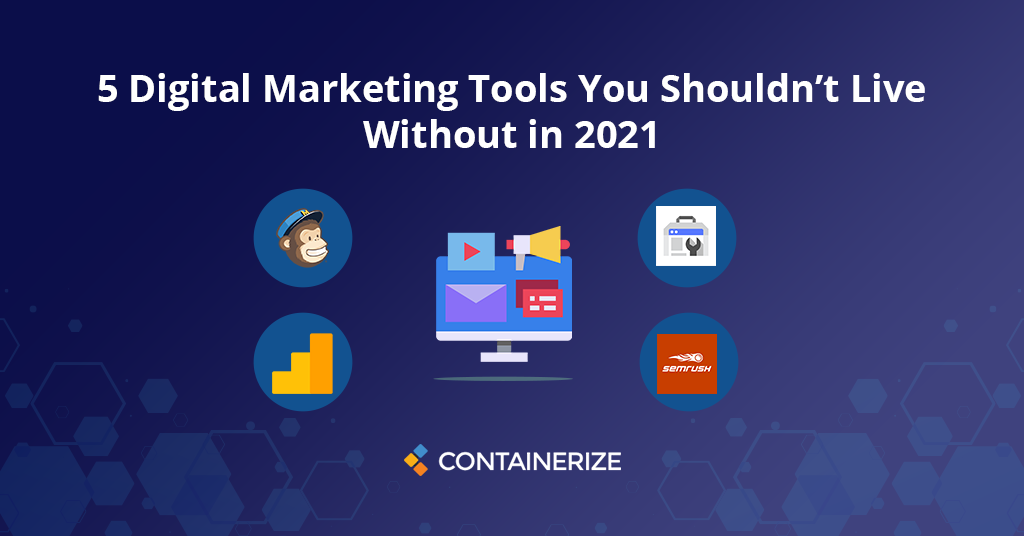 5 Digital Marketing Tools You Shouldn’t Live
Without in 2021
semrush
CONTAINERIZE